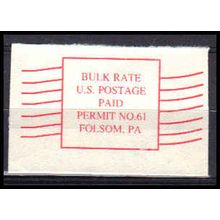 BULK RATE
U.S. POSTAGE
PAID
PERMIT NO.61
FOLSOM, PA